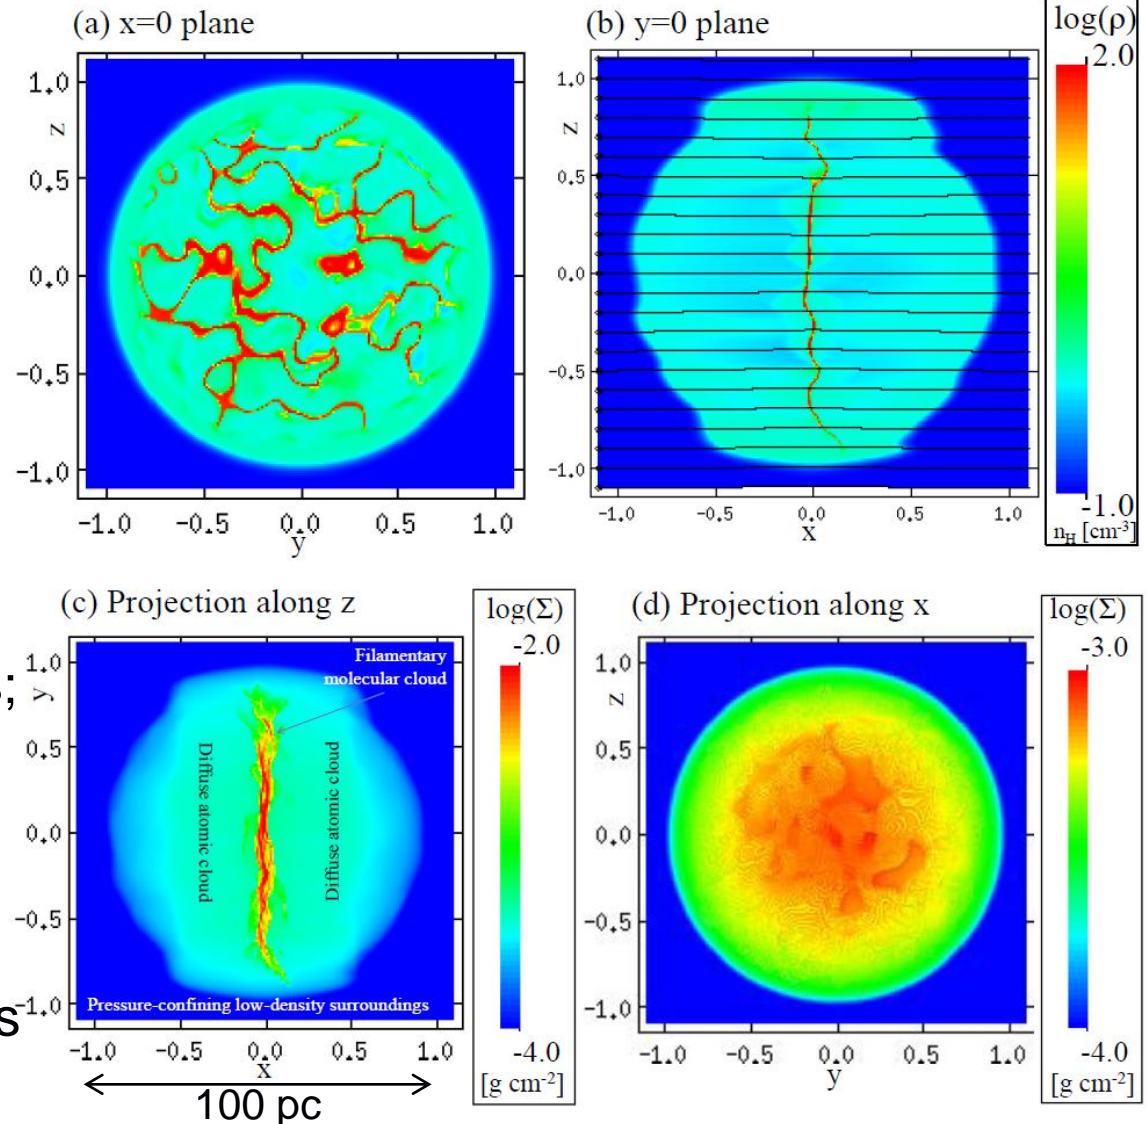 (a) x=0 plane
1.0
z
0.5
0.0
-0.5
-1.0
-1.0 -0.5 0.0 0.5 1.0
y
(b) y=0 plane
1.0
z
0.5
0.0
-0.5
-1.0
-1.0 -0.5 0.0 0.5 1.0
x
log(ρ)
2.0
-1.0
nH [cm-3]
(c) Projection along z
1.0
y
0.5
0.0
-0.5
-1.0
Filamentary
molecular cloud
Diffuse atomic cloud
Diffuse atomic cloud
Pressure-confining low-density surroundings
-1.0 -0.5 0.0 0.5 1.0
x
100 pc
log(Σ)
-2.0
-4.0
[g cm-2]
(d) Projection along x
1.0
z
0.5
0.0
-0.5
-1.0
-1.0 -0.5 0.0 0.5 1.0
y
log(Σ)
-3.0
-4.0
[g cm-2]